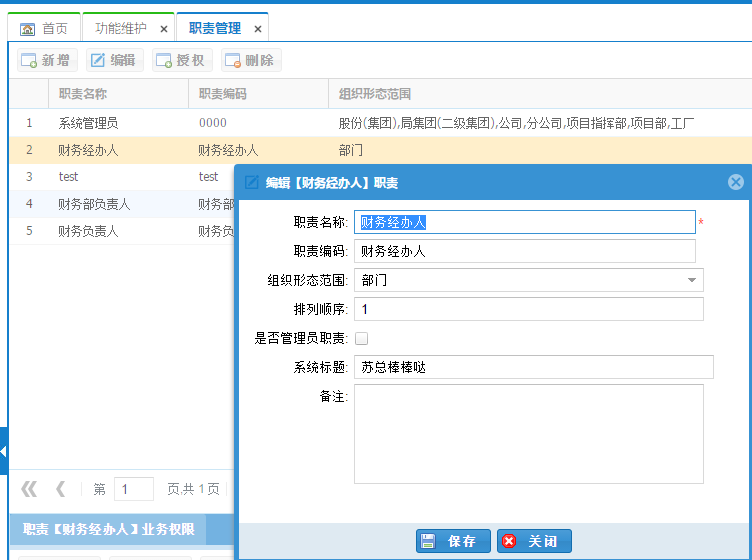 首页 功能维护 × 职责管理 ×
新增 编辑 授权 删除
职责名称 职责编码 组织形态范围
1 系统管理员 0000 股份(集团),局集团(二级集团),公司,分公司,项目指挥部,项目部,工厂
2 财务经办人 财务经办人 部门
3 test test
4 财务部负责人 财务部
5 财务负责人 财务负
编辑【财务经办人】职责
职责名称: 财务经办人 *
职责编码: 财务经办人
组织形态范围: 部门
排列顺序: 1
是否管理员职责:
系统标题: 苏总棒棒哒
备注:
第 1 页,共 1 页
职责【财务经办人】业务权限
保存 关闭